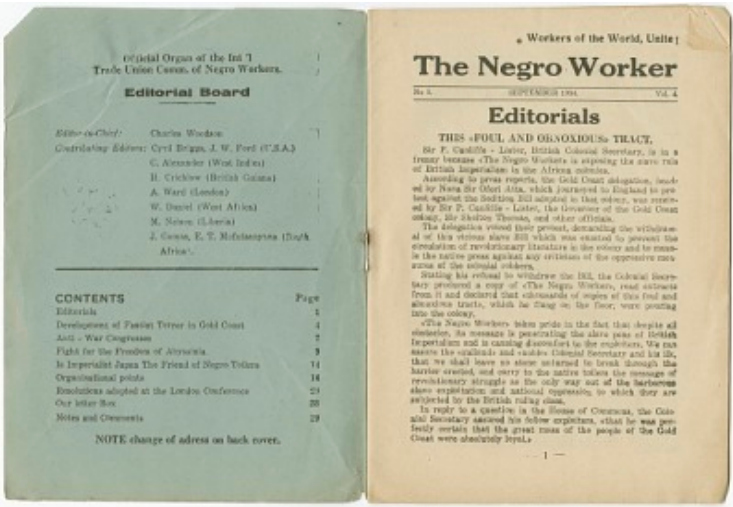 Official Organ of the Int'l
Trade Union Comm. of Negro Workers.
Editorial Board
Editor-in-Chief: Charles Woodson
Contributing Editors: Cyril Briggs, J. W. Ford (U.S.A.)
C. Alexander (West Indies)
H. Critchlow (British Guiana)
A. Ward (London)
W. Daniel (West Africa)
M. Nelson (Liberia)
J. Gomas, E. T. Mofutsanyana (South
Africa).
CONTENTS Page
Editorials 1
Development of Fascist Terror in Gold Coast 4
Anti - War Congresses 7
Fight for the Freedom of Abyssinia 9
Is Imperialist Japan The Friend of Negro Toilers 14
Organisational points 16
Resolutions adopted at the London Conference
Our letter Box
Notes and Comments 29
NOTE change of adress on back cover.
Workers of the World, Unite!
The Negro Worker
SEPTEMBER 1934. Vol. 4
Editorials
THIS «FOUL AND OBNOXIOUS» TRACT.
Sir P. Cunliffe - Lister, British Colonial Secretary, is in a
frenzy because «The Negro Worker» is exposing the slave rule
of British Imperialism in the African colonies.
According to press reports, the Gold Coast delegation, head-
ed by Nana Sir Ofori Atta, which journeyed to England to pro-
test against the Sedition Bill adopted in that colony, was receiv-
ed by Sir P. Cunliffe - Lister, the Governor of the Gold Coast
colony, Sir Shelton Thomas, and other officials.
The delegation voiced their protest, demanding the withdraw-
al of this vicious slave Bill which was enacted to prevent the
circulation of revolutionary literature in the colony and to muzz-
le the native press against any criticism of the oppressive mea-
sures of the colonial robbers.
Stating his refusal to withdraw the Bill, the Colonial Secre-
tary produced a copy of «The Negro Worker», read extracts
from it and declared that «thousands of copies of this foul and
obnoxious tract», which he flung on the floor, were pouring
into the colony.
«The Negro Worker» takes pride in the fact that despite all
obstacles, its message is penetrating the slave pens of British
Imperialism and is causing discomfort to the exploiters. We can
assure the Colonial Secretary and his ilk,
that we shall leave no stone unturned to break through the
barrier erected, and carry to the native toilers the message of
revolutionary struggle as the only way out of the barbarous
slave exploitation and national oppression, to which they are
subjected by the British ruling class.
In reply to a question in the House of Commons, the Colo-
nial Secretary assured his fellow exploiters, «that he was per-
fectly certain that the great mass of the people of the Gold
Coast were absolutely loyal.»
— 1 —